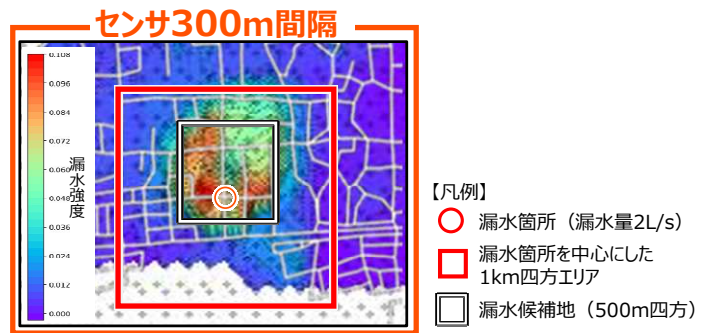 センサ300m間隔
0.108
0.096
0.084
0.072
0.060
0.048
0.036
0.024
0.012
0.000
漏水強度
【凡例】
漏水箇所（漏水量2L/s）
漏水箇所を中心にした
1km四方エリア
漏水候補地（500m四方）